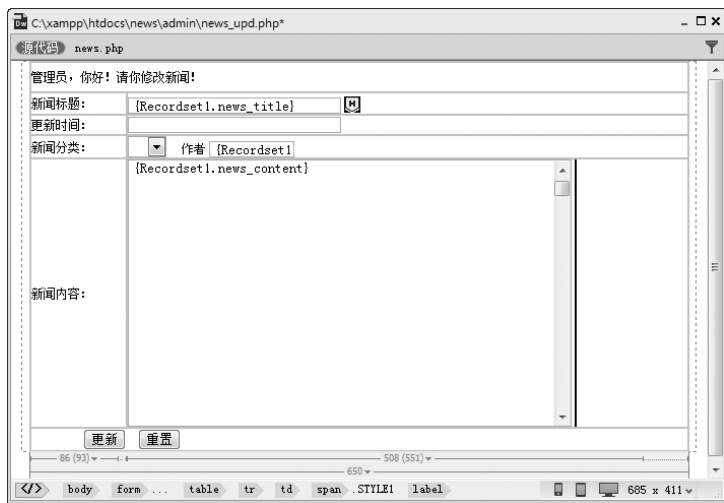 C:\xampp\htdocs\news\admin\news_upd.php*
源代码 news.php
管理员，你好！请你修改新闻！
新闻标题： {Recordset1.news_title}
更新时间：
新闻分类： 作者 {Recordset1
{Recordset1.news_content}
新闻内容：
更新 重置
86 (93) 508 (551)
650
</> body form ... table tr td span .STYLE1 label 685 x 411